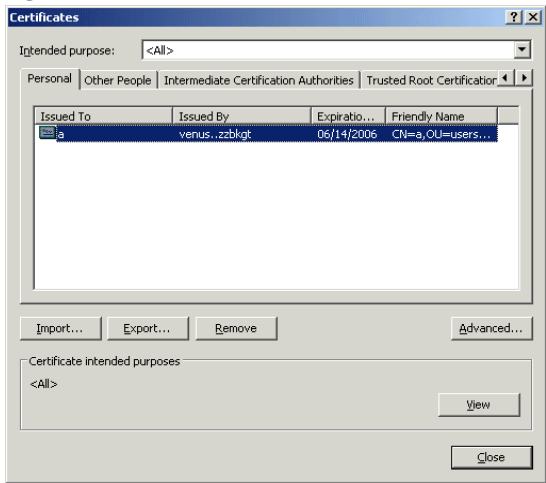 Certificates
Intended purpose: <All>
Personal Other People Intermediate Certification Authorities Trusted Root Certification
Issued To Issued By Expiratio... Friendly Name
a venus..zzbkgt 06/14/2006 CN=a,OU=users...
Import... Export... Remove Advanced...
Certificate intended purposes
<All>
View
Close